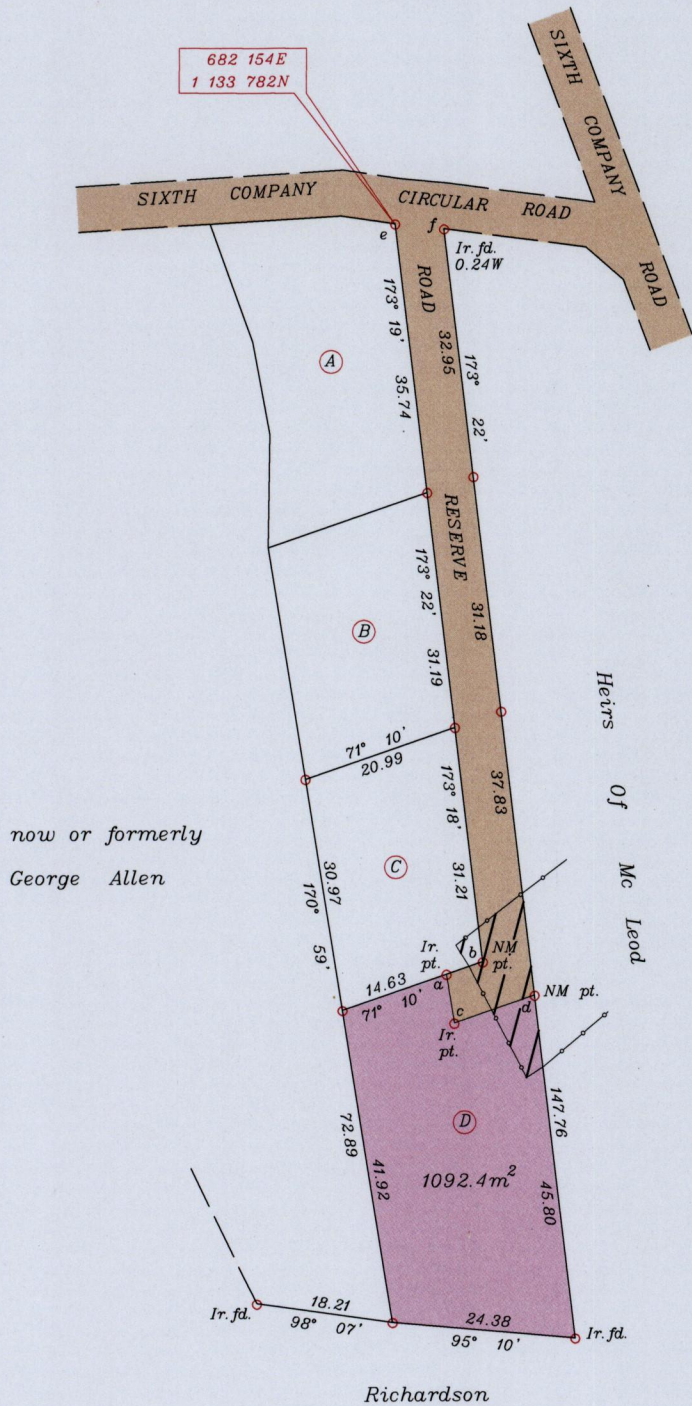 682 154E
1 133 782N
SIXTH COMPANY
SIXTH COMPANY CIRCULAR ROAD
ROAD
e
f
Ir. fd.
0.24W
ROAD
173° 19'
35.74
32.95
173° 22'
A
RESERVE
173° 22'
31.19
31.18
B
71° 10'
20.99
173° 18'
31.21
37.83
Heirs Of Mc Leod
now or formerly
George Allen
C
30.97
170° 59'
Ir.
pt.
a
b
NM
pt.
14.63
71° 10'
c
d
NM pt.
Ir.
pt.
D
1092.4m²
72.89
41.92
147.76
45.80
Ir. fd.
18.21
98° 07'
24.38
95° 10'
Ir. fd.
Richardson